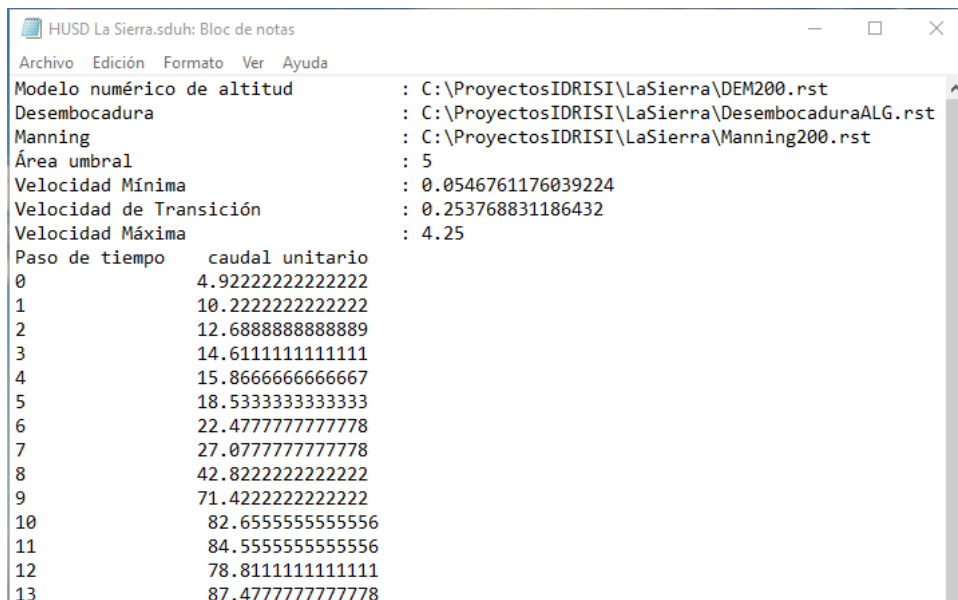 HUSD La Sierra.sduh: Bloc de notas
Archivo Edición Formato Ver Ayuda
Modelo numérico de altitud : C:\ProyectosIDRISI\LaSierra\DEM200.rst
Desembocadura : C:\ProyectosIDRISI\LaSierra\DesembocaduraALG.rst
Manning : C:\ProyectosIDRISI\LaSierra\Manning200.rst
Área umbral : 5
Velocidad Mínima : 0.0546761176039224
Velocidad de Transición : 0.253768831186432
Velocidad Máxima : 4.25
Paso de tiempo caudal unitario
0 4.92222222222222
1 10.2222222222222
2 12.6888888888889
3 14.6111111111111
4 15.8666666666667
5 18.5333333333333
6 22.4777777777778
7 27.0777777777778
8 42.8222222222222
9 71.4222222222222
10 82.6555555555556
11 84.5555555555556
12 78.8111111111111
13 87.4777777777778